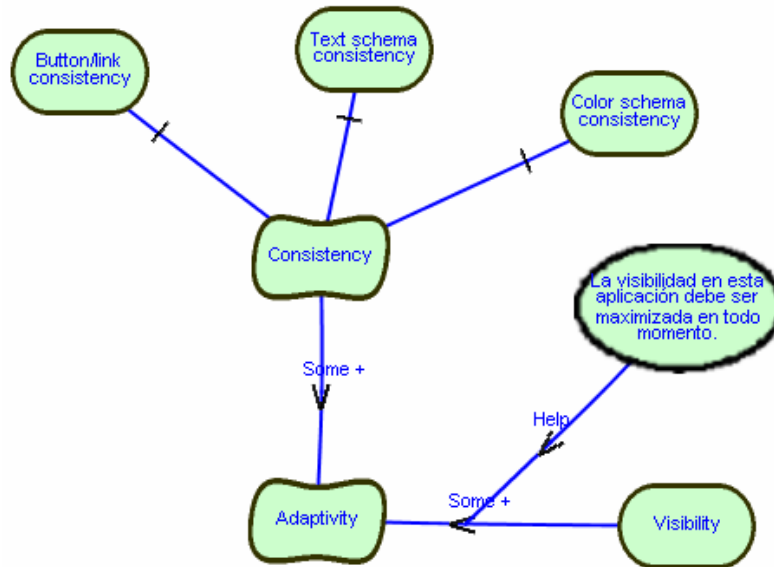 Text schema
consistency
Button/link
consistency
Color schema
consistency
Consistency
La visibilidad en esta
aplicación debe ser
maximizada en todo
momento.
Some +
Help
Some +
Adaptivity
Visibility